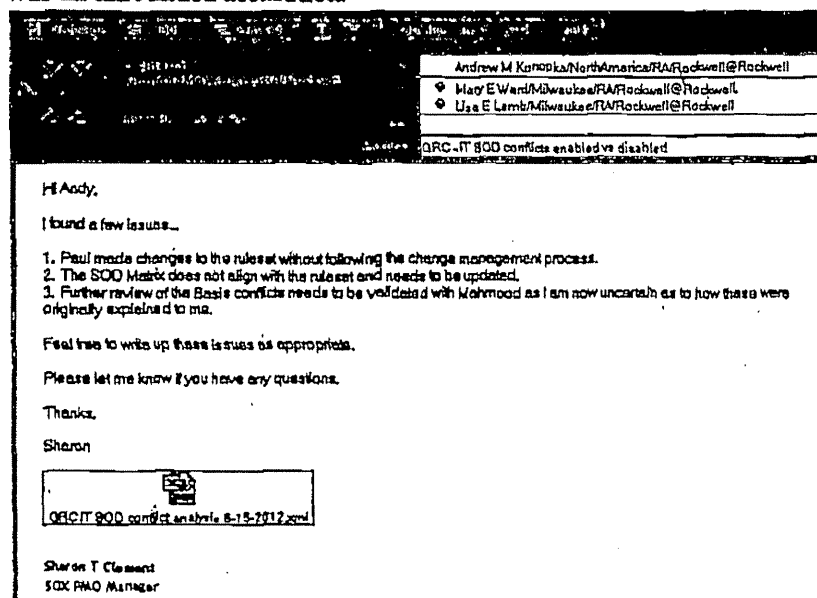 Andrew M Konopka/NorthAmerica/RA/Rockwell@Rockwell
Mary E Ward/Milwaukee/RA/Rockwell@Rockwell
Lisa E Lamb/Milwaukee/RA/Rockwell@Rockwell
GRC-IT SOD conflicts enabled vs disabled
Hi Andy,
I found a few issues...
1. Paul made changes to the ruleset without following the change management process.
2. The SOD Matrix does not align with the ruleset and needs to be updated.
3. Further review of the Basis conflicts needs to be validated with Mahmood as I am now uncertain as to how these were
originally explained to me.
Feel free to write up these issues as appropriate.
Please let me know if you have any questions.
Thanks,
Sharon
GRCIT SOD conflict analysis 6-15-2012.xml
Sharon T Clement
SOX PMO Manager